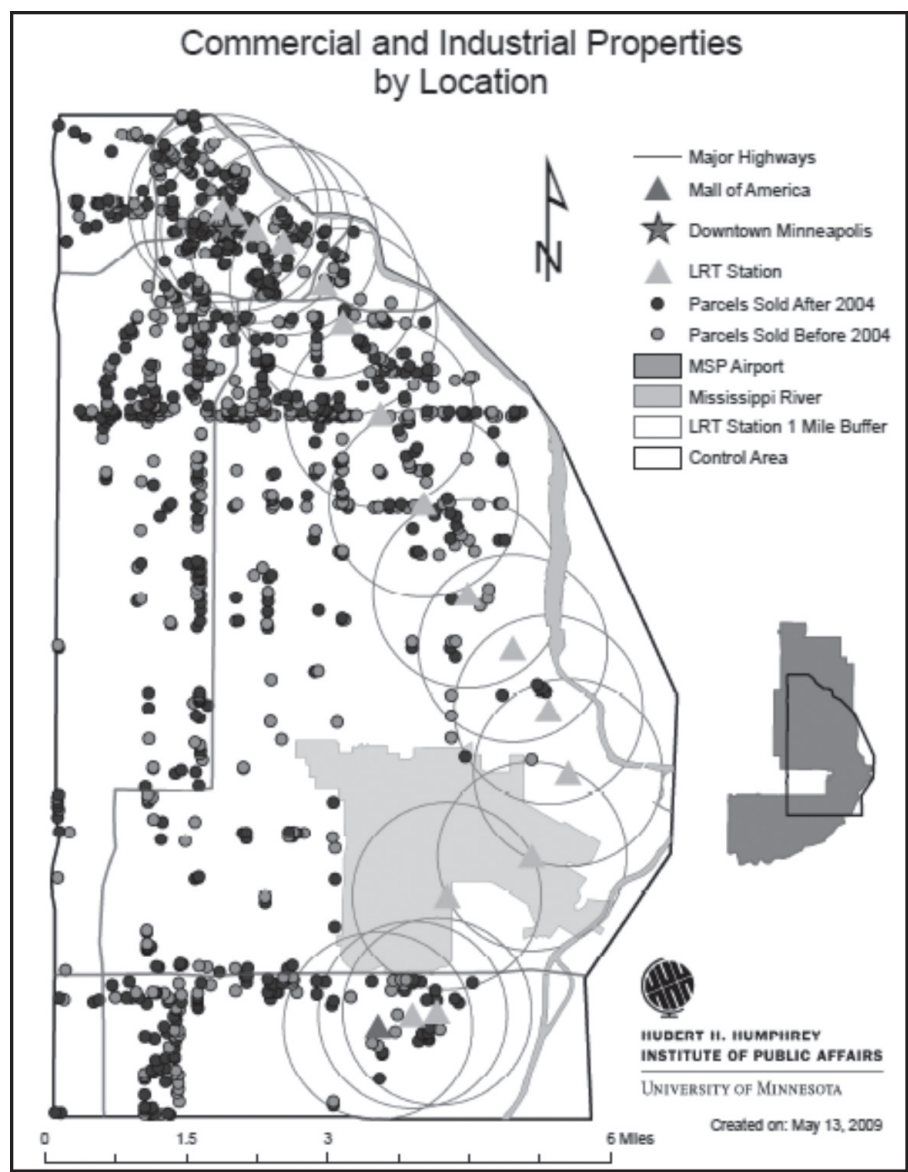 Commercial and Industrial Properties
by Location
Major Highways
Mall of America
Downtown Minneapolis
LRT Station
Parcels Sold After 2004
Parcels Sold Before 2004
MSP Airport
Mississippi River
LRT Station 1 Mile Buffer
Control Area
N
HUBERT H. HUMPHREY
INSTITUTE OF PUBLIC AFFAIRS
UNIVERSITY OF MINNESOTA
Created on: May 13, 2009
0 1.5 3 6 Miles